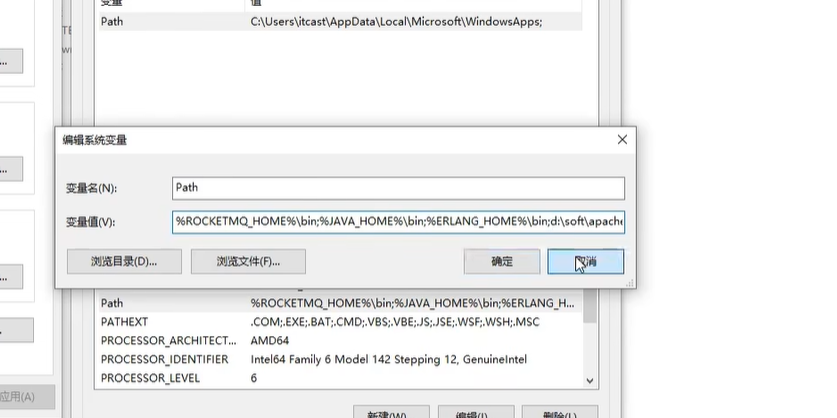 变量 值
Path C:\Users\itcast\AppData\Local\Microsoft\WindowsApps;
编辑系统变量
变量名(N): Path
变量值(V): %ROCKETMQ_HOME%\bin;%JAVA_HOME%\bin;%ERLANG_HOME%\bin;d:\soft\apache
浏览目录(D)... 浏览文件(F)... 确定 取消
Path %ROCKETMQ_HOME%\bin;%JAVA_HOME%\bin;%ERLANG_H...
PATHEXT .COM;.EXE;.BAT;.CMD;.VBS;.VBE;.JS;.JSE;.WSF;.WSH;.MSC
PROCESSOR_ARCHITECT... AMD64
PROCESSOR_IDENTIFIER Intel64 Family 6 Model 142 Stepping 12, GenuineIntel
PROCESSOR_LEVEL 6
应用(A)
新建(W)... 编辑(I)... 删除(L)